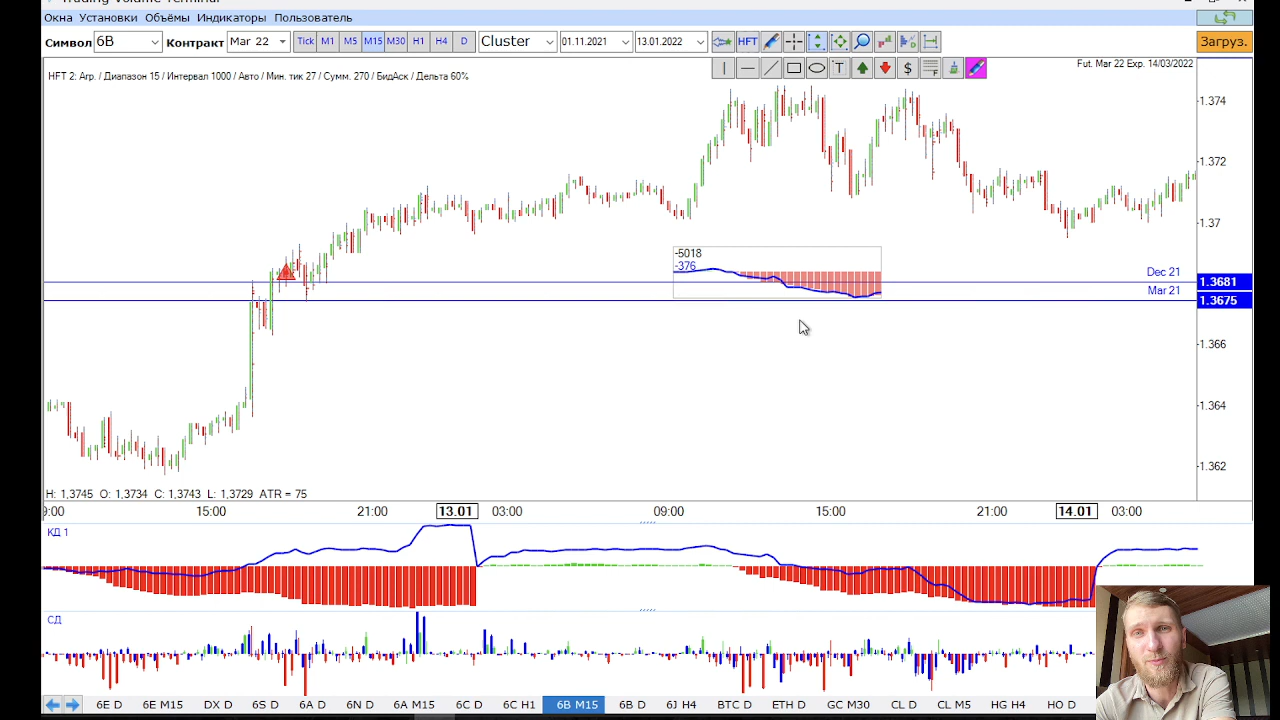 Trading Volume Terminal
Окна Установки Объёмы Индикаторы Пользователь
Символ 6B Контракт Mar 22 Tick M1 M5 M15 M30 H1 H4 D Cluster 01.11.2021 13.01.2022 HFT Загруз.
T $ F
HFT 2: Агр. / Диапазон 15 / Интервал 1000 / Авто / Мин. тик 27 / Сумм. 270 / БидАск / Дельта 60%
Fut. Mar 22 Exp. 14/03/2022
1.374
1.372
1.37
-5018
-376
Dec 21
1.3681
Mar 21
1.3675
1.366
1.364
1.362
H: 1,3745 O: 1,3734 C: 1,3743 L: 1,3729 ATR = 75
9:00 15:00 21:00 13.01 03:00 09:00 15:00 21:00 14.01 03:00
КД 1
СД
6E D 6E M15 DX D 6S D 6A D 6N D 6A M15 6C D 6C H1 6B M15 6B D 6J H4 BTC D ETH D GC M30 CL D CL M5 HG H4 HO D